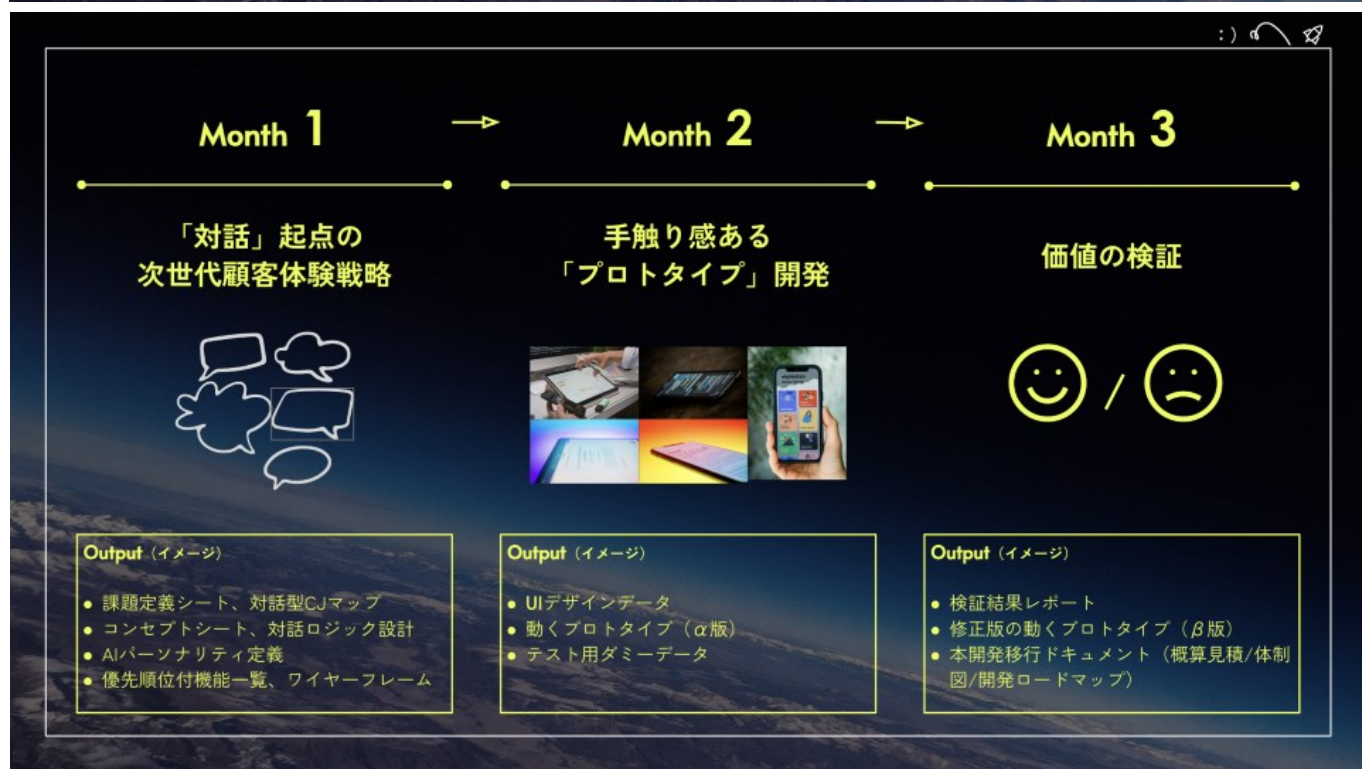 :)
Month 1
Month 2
Month 3
「対話」起点の
次世代顧客体験戦略
手触り感ある
「プロトタイプ」開発
価値の検証
/
Output（イメージ）
● 課題定義シート、対話型CJマップ
● コンセプトシート、対話ロジック設計
● AIパーソナリティ定義
● 優先順位付機能一覧、ワイヤーフレーム
Output（イメージ）
● UIデザインデータ
● 動くプロトタイプ（α版）
● テスト用ダミーデータ
Output（イメージ）
● 検証結果レポート
● 修正版の動くプロトタイプ（β版）
● 本開発移行ドキュメント（概算見積/体制
図/開発ロードマップ）